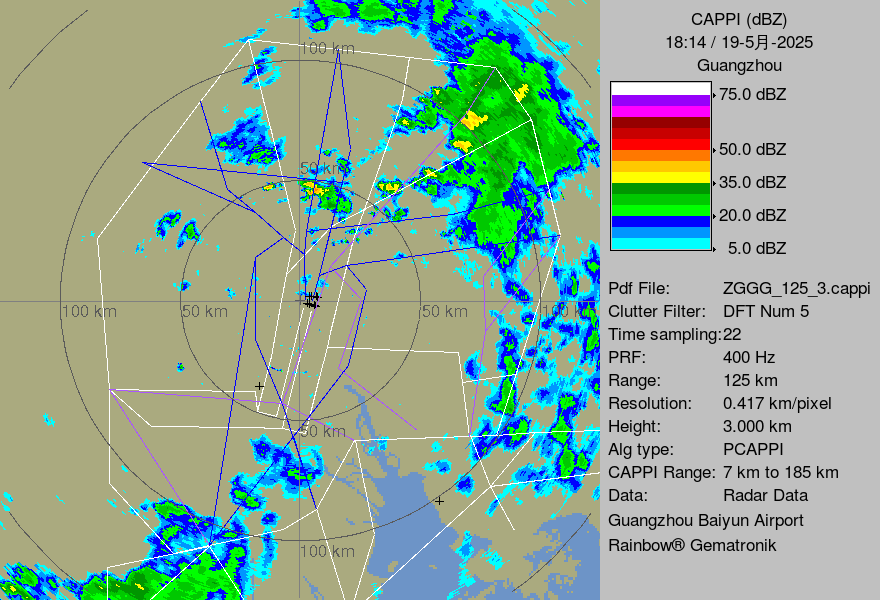 CAPPI (dBZ)
18:14 / 19-5月-2025
Guangzhou
75.0 dBZ
50.0 dBZ
35.0 dBZ
20.0 dBZ
5.0 dBZ
Pdf File: ZGGG_125_3.cappi
Clutter Filter: DFT Num 5
Time sampling: 22
PRF: 400 Hz
Range: 125 km
Resolution: 0.417 km/pixel
Height: 3.000 km
Alg type: PCAPPI
CAPPI Range: 7 km to 185 km
Data: Radar Data
Guangzhou Baiyun Airport
Rainbow® Gematronik
100 km
50 km
100 km
50 km
50 km
100 km
50 km
100 km